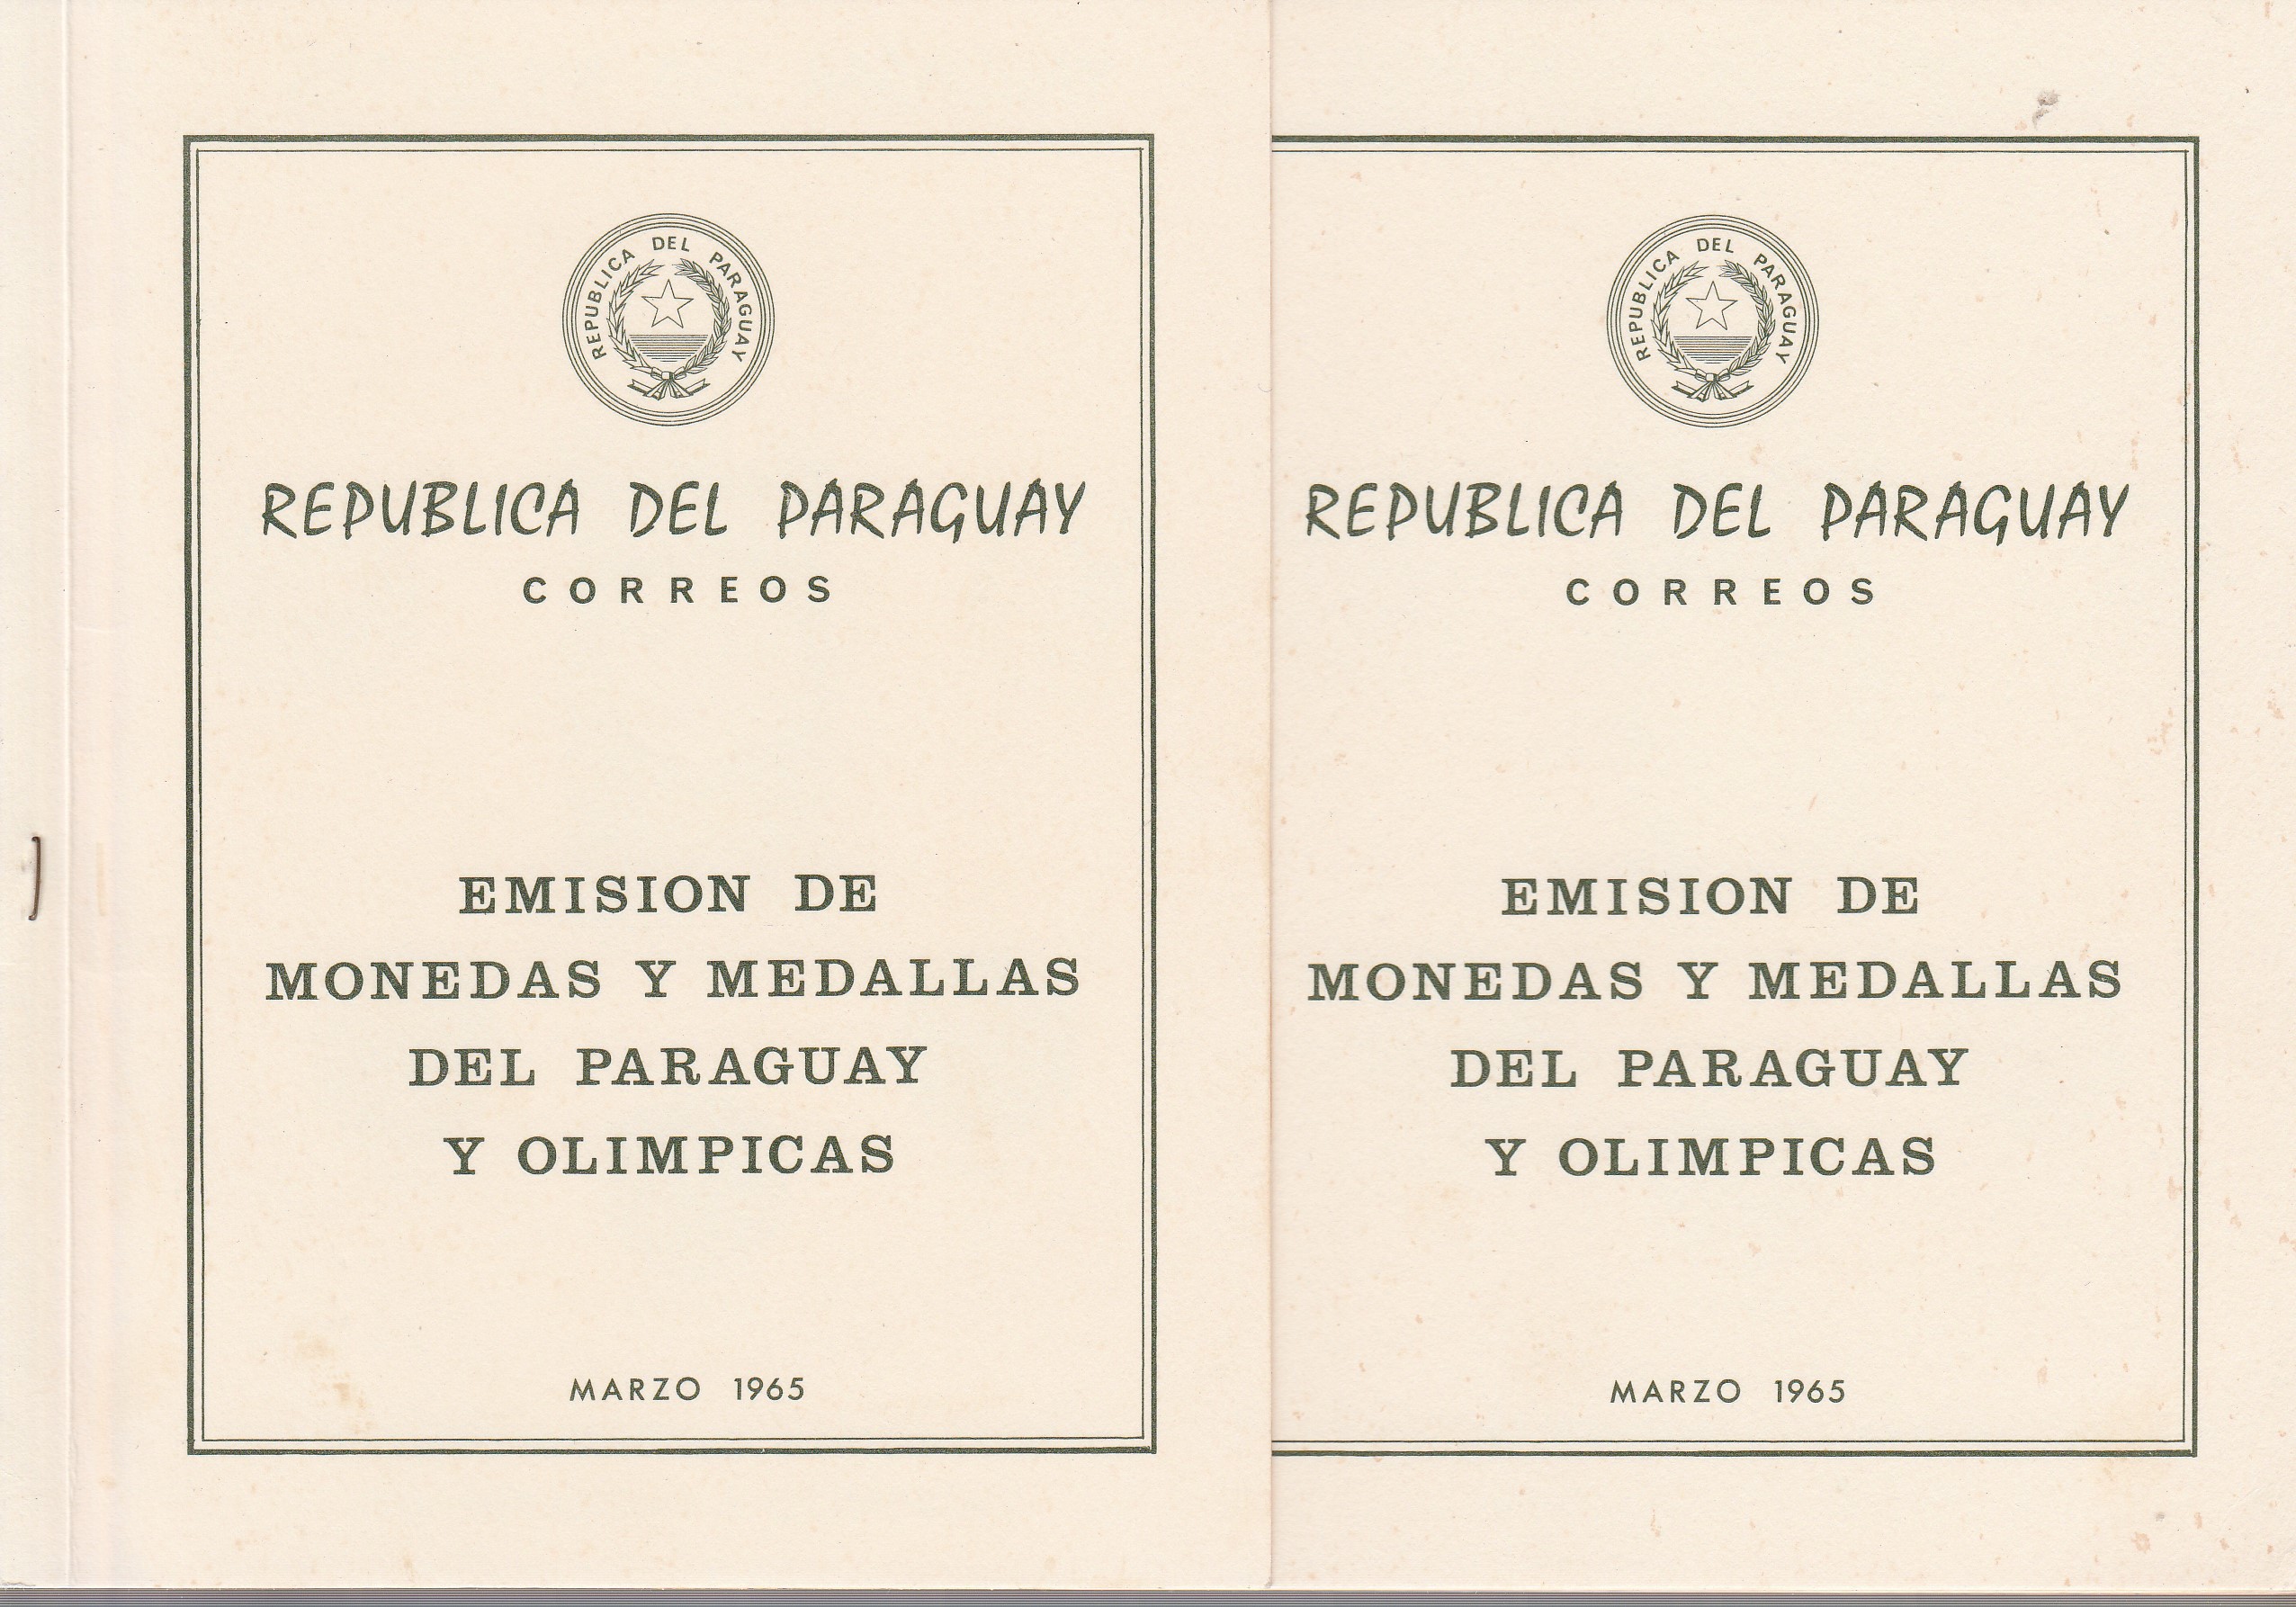 REPUBLICA DEL PARAGUAY
REPUBLICA DEL PARAGUAY
CORREOS
EMISION DE
MONEDAS Y MEDALLAS
DEL PARAGUAY
Y OLIMPICAS
MARZO 1965
REPUBLICA DEL PARAGUAY
REPUBLICA DEL PARAGUAY
CORREOS
EMISION DE
MONEDAS Y MEDALLAS
DEL PARAGUAY
Y OLIMPICAS
MARZO 1965